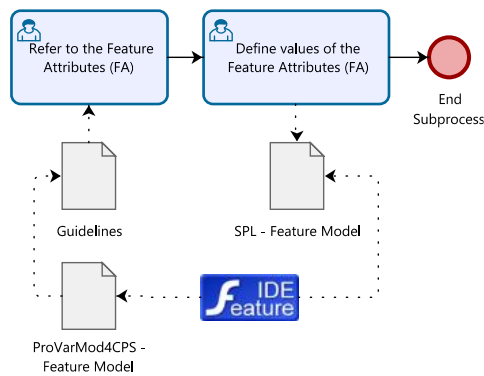 Refer to the Feature
Attributes (FA)
Define values of the
Feature Attributes (FA)
End
Subprocess
Guidelines
SPL - Feature Model
IDE
Feature
ProVarMod4CPS -
Feature Model